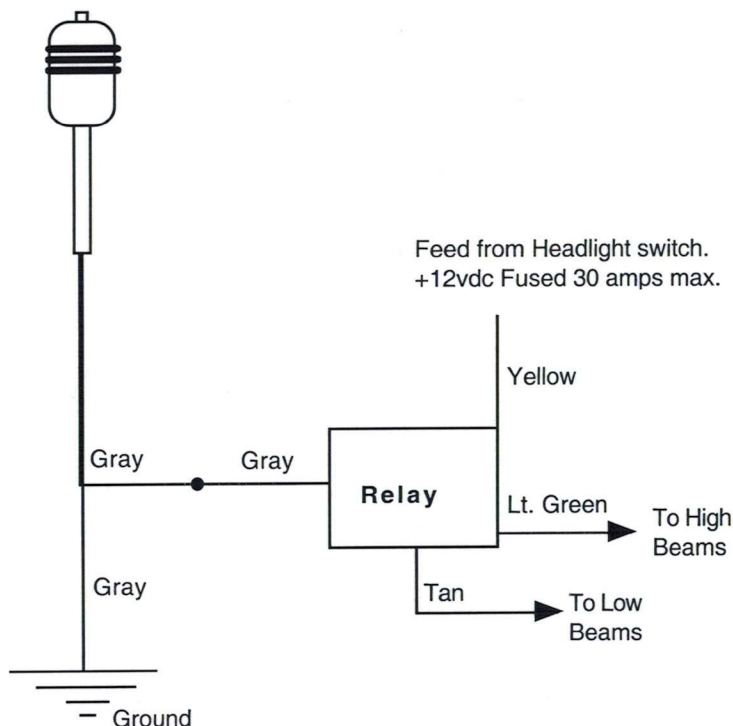 Feed from Headlight switch.
+12vdc Fused 30 amps max.
Yellow
Gray
Gray
Relay
Lt. Green
To High
Beams
Gray
Tan
To Low
Beams
Ground